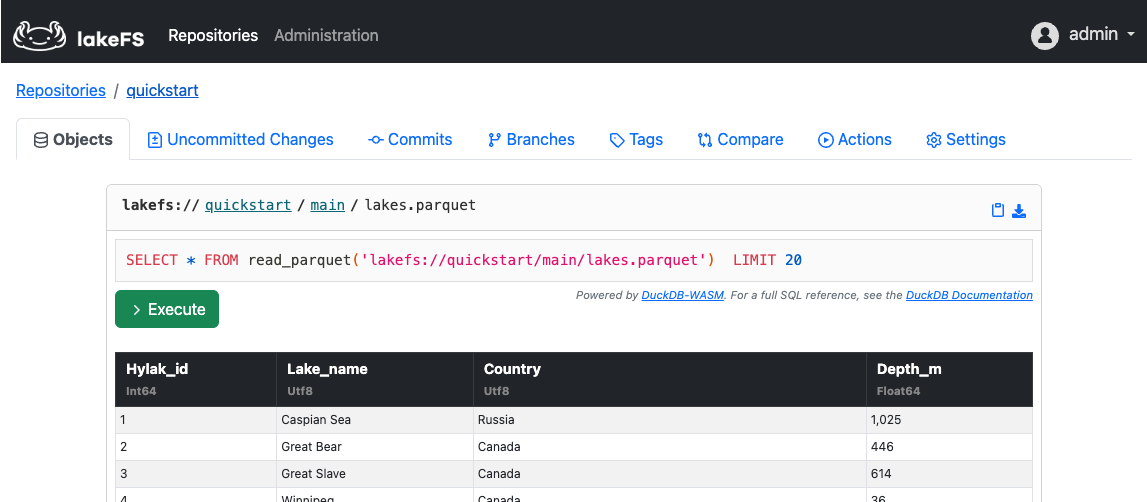 lakeFS Repositories Administration admin
Repositories / quickstart
Objects Uncommitted Changes Commits Branches Tags Compare Actions Settings
lakefs:// quickstart / main / lakes.parquet
SELECT * FROM read_parquet('lakefs://quickstart/main/lakes.parquet') LIMIT 20
Execute
Powered by DuckDB-WASM. For a full SQL reference, see the DuckDB Documentation
Hylak_id Lake_name Country Depth_m
Int64 Utf8 Utf8 Float64
1 Caspian Sea Russia 1,025
2 Great Bear Canada 446
3 Great Slave Canada 614
4 Winnipeg Canada 36